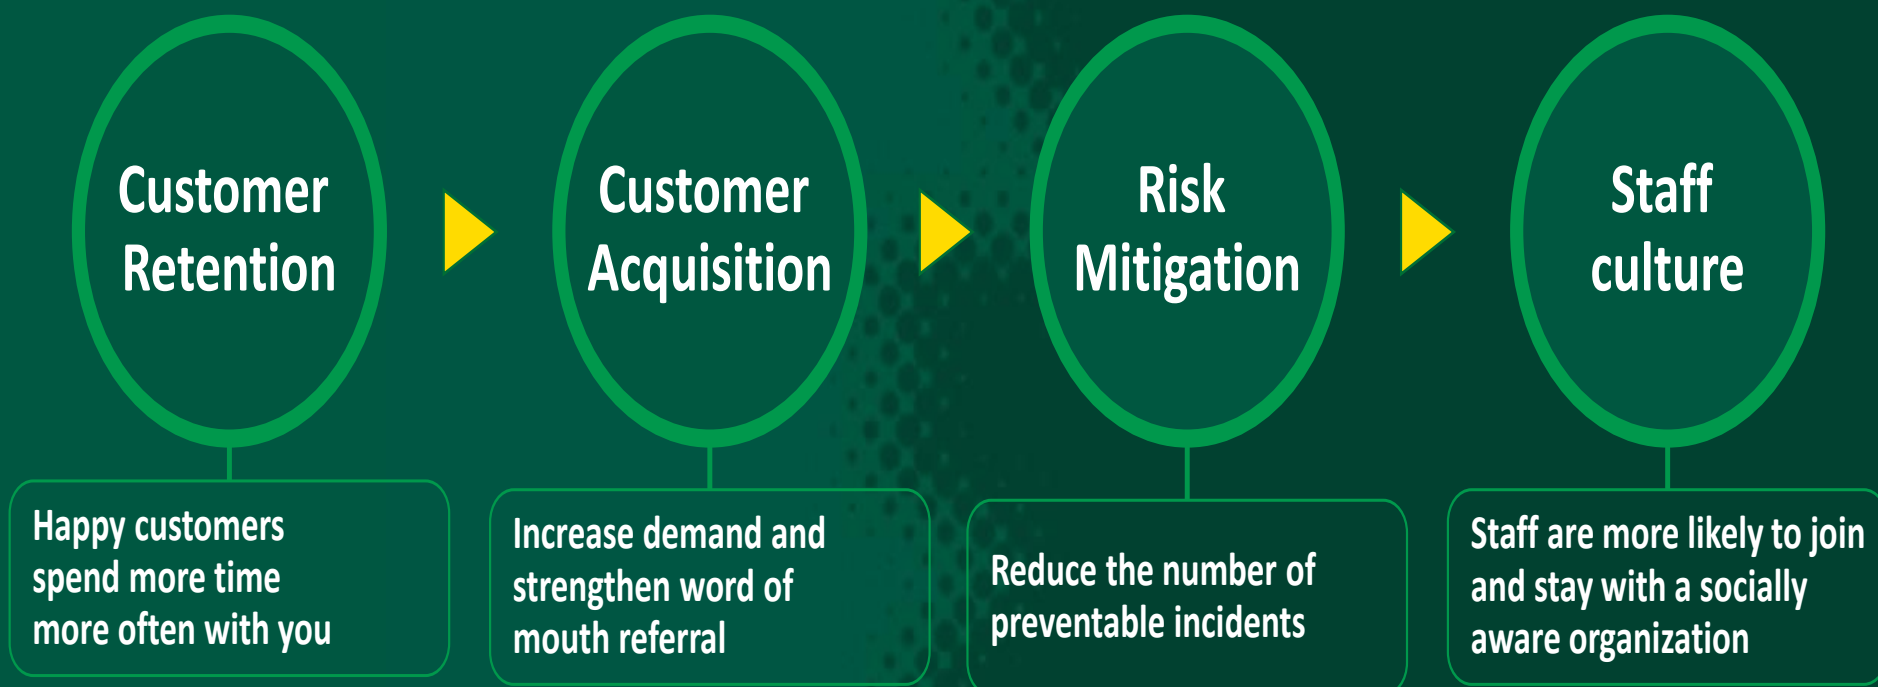 Customer
Retention
Customer
Acquisition
Risk
Mitigation
Staff
culture
Happy customers
spend more time
more often with you
Increase demand and
strengthen word of
mouth referral
Reduce the number of
preventable incidents
Staff are more likely to join
and stay with a socially
aware organization